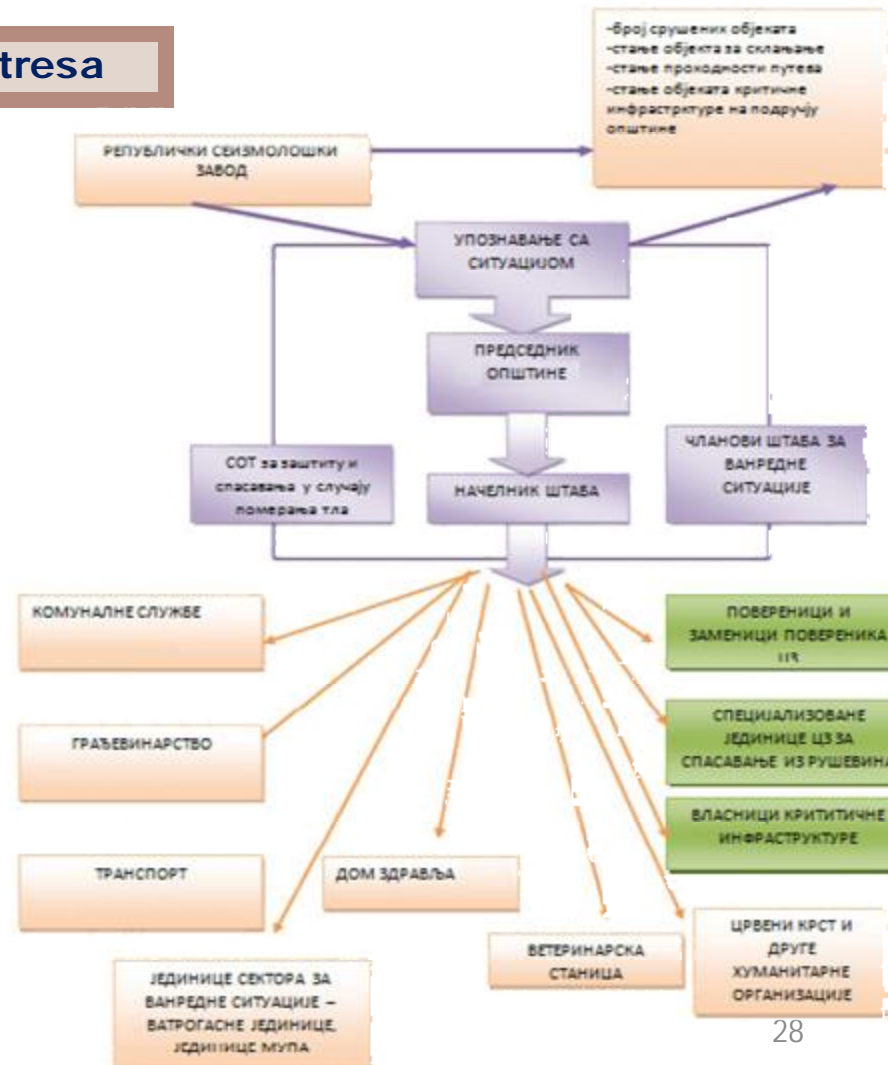 tresa
-број срушених објеката
-стање објекта за склањање
-стање проходности путева
-стање објеката критичне
инфрастрктуре на подручју
општине
РЕПУБЛИЧКИ СЕИЗМОЛОШКИ
ЗАВОД
УПОЗНАВАЊЕ СА
СИТУАЦИЈОМ
ПРЕДСЕДНИК
ОПШТИНЕ
СОТ за заштиту и
спасавања у случају
померања тла
НАЧЕЛНИК ШТАБА
ЧЛАНОВИ ШТАБА ЗА
ВАНРЕДНЕ
СИТУАЦИЈЕ
КОМУНАЛНЕ СЛУЖБЕ
ГРАЂЕВИНАРСТВО
ТРАНСПОРТ
ЈЕДИНИЦЕ СЕКТОРА ЗА
ВАНРЕДНЕ СИТУАЦИЈЕ –
ВАТРОГАСНЕ ЈЕДИНИЦЕ,
ЈЕДИНИЦЕ МУПА
ДОМ ЗДРАВЉА
ВЕТЕРИНАРСКА
СТАНИЦА
ПОВЕРЕНИЦИ И
ЗАМЕНИЦИ ПОВЕРЕНИКА
ЦЗ
СПЕЦИЈАЛИЗОВАНЕ
ЈЕДИНИЦЕ ЦЗ ЗА
СПАСАВАЊЕ ИЗ РУШЕВИНА
ВЛАСНИЦИ КРИТИТИЧНЕ
ИНФРАСТРУКТУРЕ
ЦРВЕНИ КРСТ И
ДРУГЕ
ХУМАНИТАРНЕ
ОРГАНИЗАЦИЈЕ
28